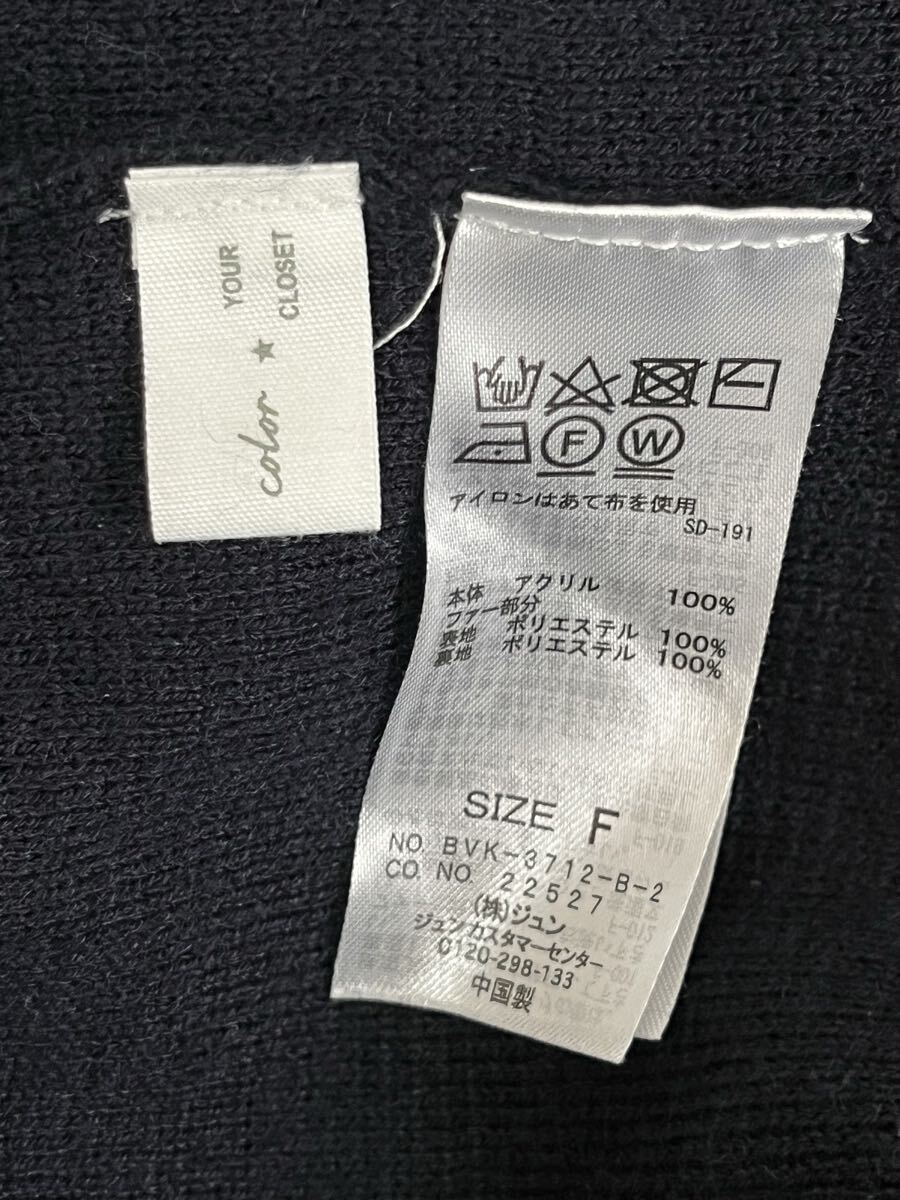 YOUR
CLOSET
color ★
F W
アイロンはあて布を使用
SD-191
本体 アクリル 100%
ファー部分
裏地 ポリエステル 100%
裏地 ポリエステル 100%
SIZE F
NO. BVK-3712-B-2
CO. NO. 22527
(株)ジュン
ジュンカスタマーセンター
0120-298-133
中国製